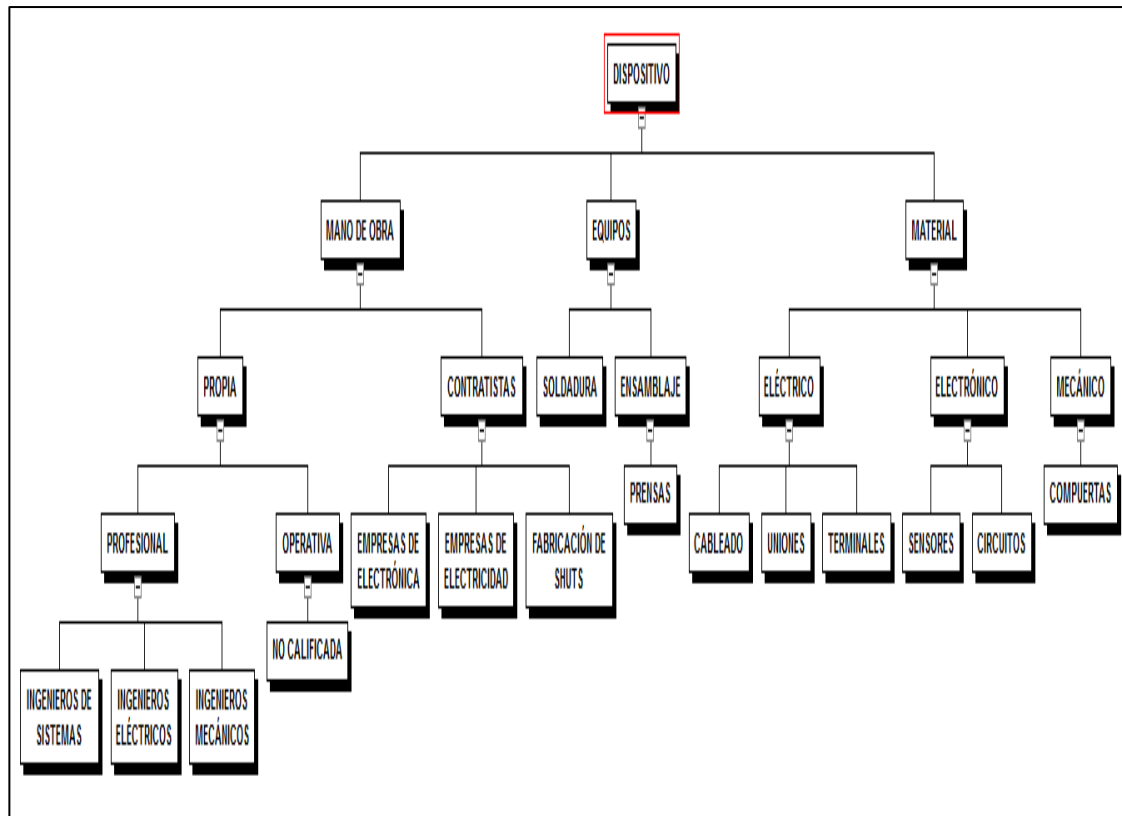 DISPOSITIVO
MANO DE OBRA
EQUIPOS
MATERIAL
PROPIA
CONTRATISTAS
SOLDADURA
ENSAMBLAJE
ELÉCTRICO
ELECTRÓNICO
MECÁNICO
PROFESIONAL
OPERATIVA
EMPRESAS DE
ELECTRÓNICA
EMPRESAS DE
ELECTRICIDAD
FABRICACIÓN DE
SHUTS
PRENSAS
CABLEADO
UNIONES
TERMINALES
SENSORES
CIRCUITOS
COMPUERTAS
INGENIEROS DE
SISTEMAS
INGENIEROS
ELÉCTRICOS
INGENIEROS
MECÁNICOS
NO CALIFICADA